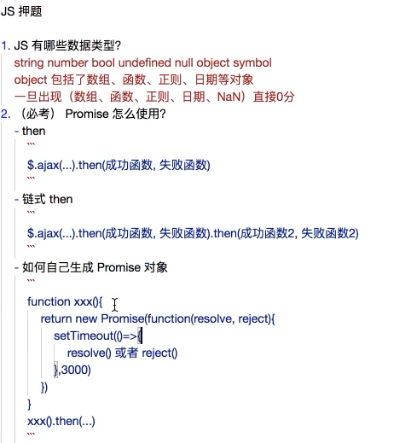 JS 押题
1. JS 有哪些数据类型?
string number bool undefined null object symbol
object 包括了数组、函数、正则、日期等对象
一旦出现（数组、函数、正则、日期、NaN）直接0分
2. （必考） Promise 怎么使用?
- then
```
$.ajax(...).then(成功函数, 失败函数)
```
- 链式 then
```
$.ajax(...).then(成功函数, 失败函数).then(成功函数2, 失败函数2)
```
- 如何自己生成 Promise 对象
```
function xxx(){
return new Promise(function(resolve, reject){
setTimeout(()=>{
resolve() 或者 reject()
},3000)
})
}
xxx().then(...)
```